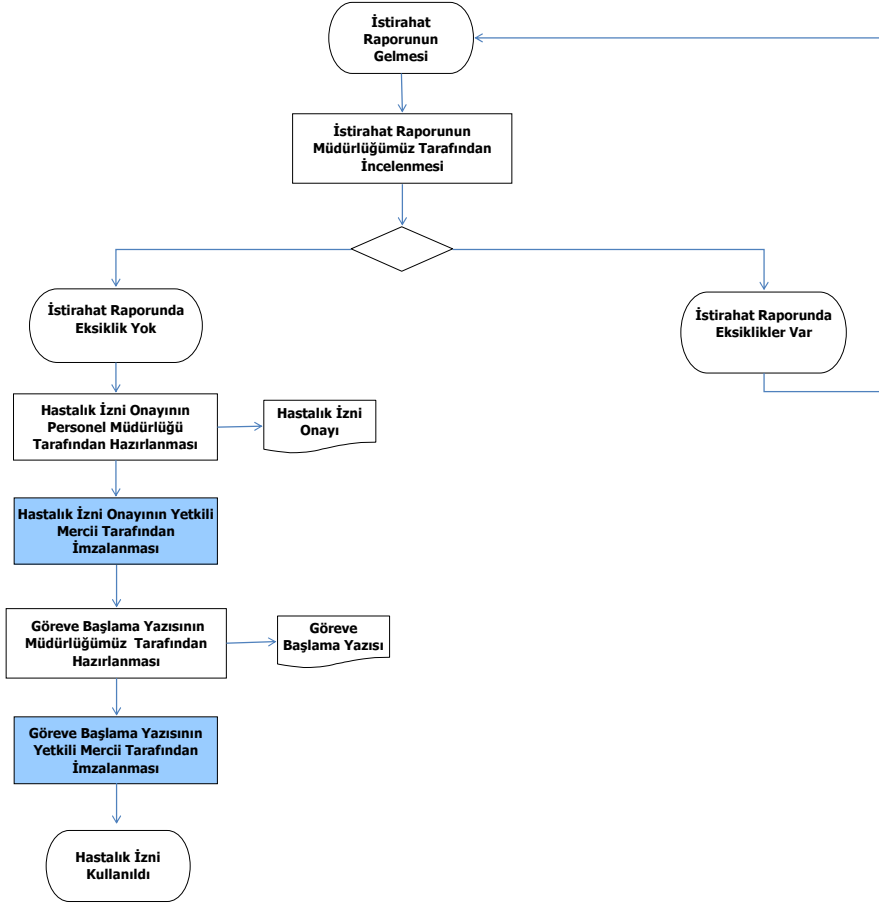 İstirahat
Raporunun
Gelmesi
İstirahat Raporunun
Müdürlüğümüz Tarafından
İncelenmesi
İstirahat Raporunda
Eksiklik Yok
İstirahat Raporunda
Eksiklikler Var
Hastalık İzni Onayının
Personel Müdürlüğü
Tarafından Hazırlanması
Hastalık İzni
Onayı
Hastalık İzni Onayının Yetkili
Mercii Tarafından
İmzalanması
Göreve Başlama Yazısının
Müdürlüğümüz Tarafından
Hazırlanması
Göreve
Başlama Yazısı
Göreve Başlama Yazısının
Yetkili Mercii Tarafından
İmzalanması
Hastalık İzni
Kullanıldı